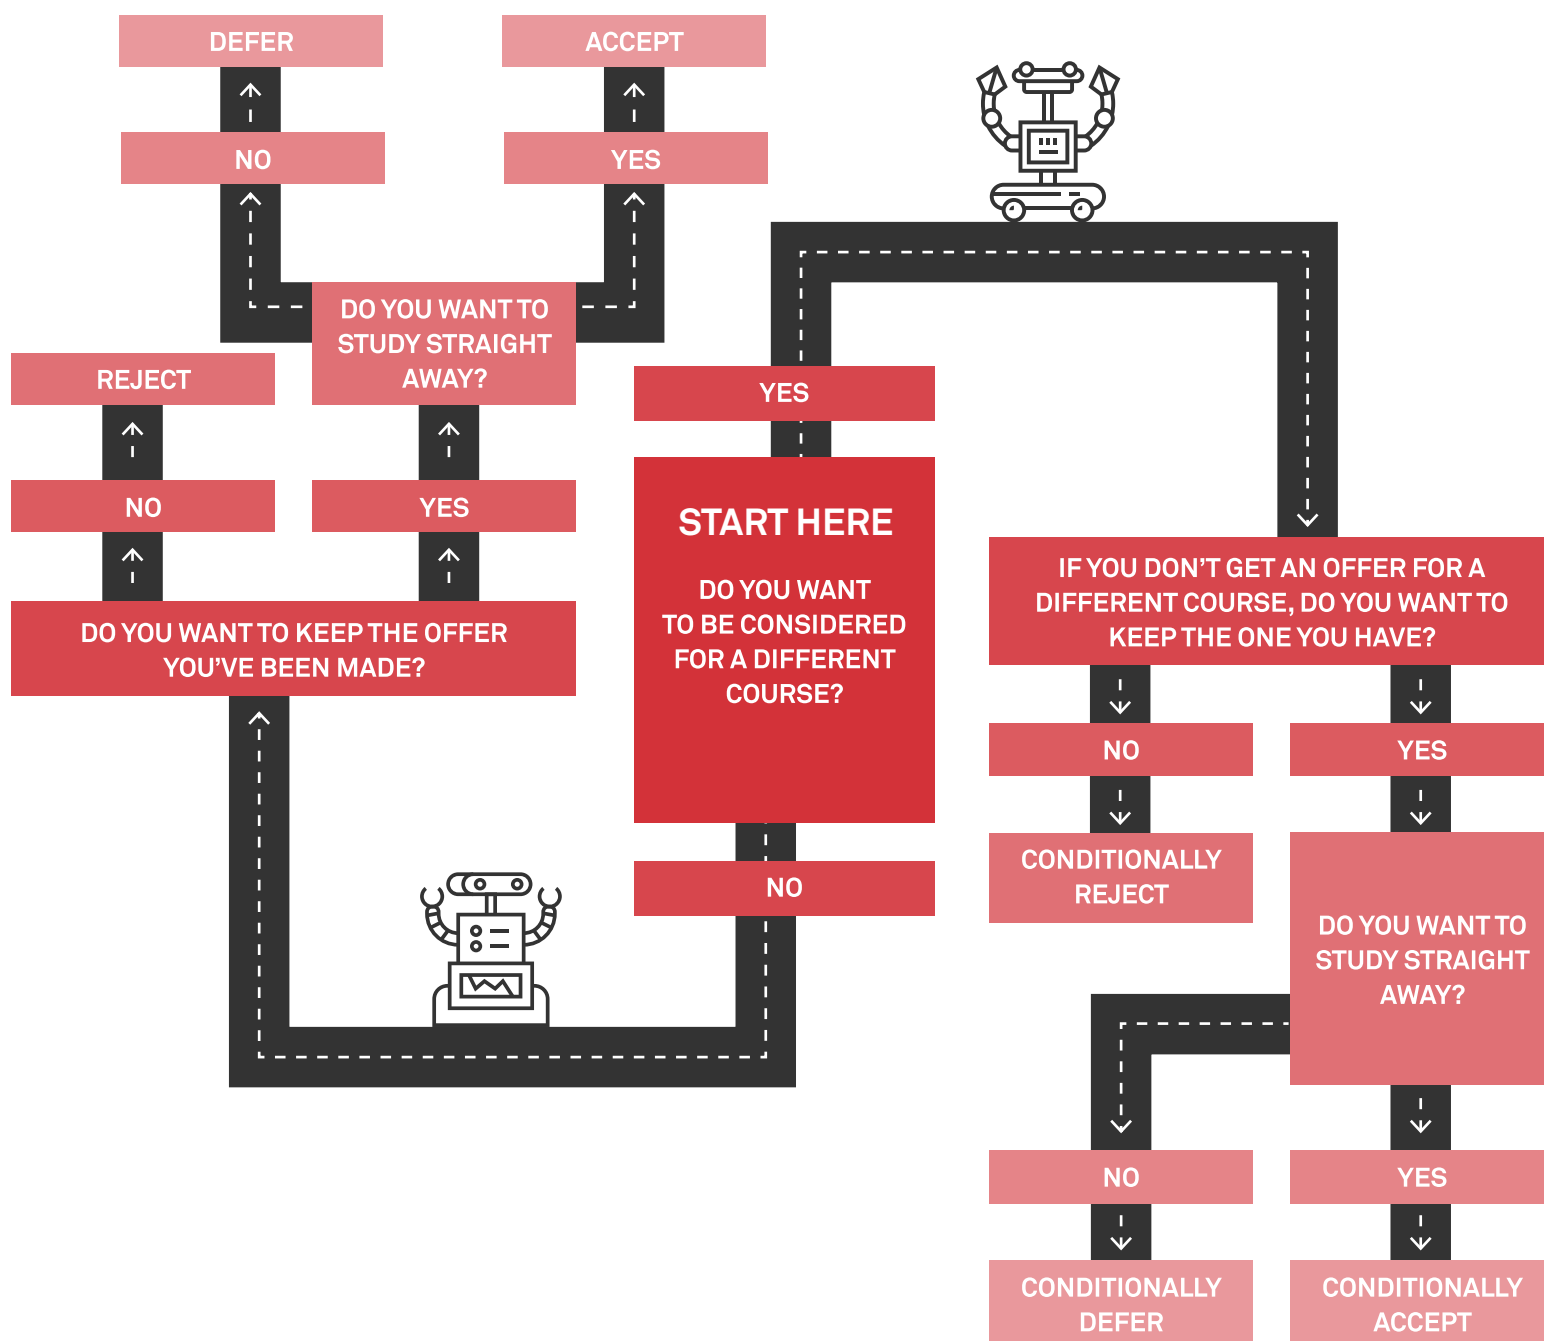 DEFER
ACCEPT
NO
YES
DO YOU WANT TO
STUDY STRAIGHT
AWAY?
REJECT
NO
YES
DO YOU WANT TO KEEP THE OFFER
YOU'VE BEEN MADE?
YES
START HERE
DO YOU WANT
TO BE CONSIDERED
FOR A DIFFERENT
COURSE?
NO
IF YOU DON'T GET AN OFFER FOR A
DIFFERENT COURSE, DO YOU WANT TO
KEEP THE ONE YOU HAVE?
NO
YES
CONDITIONALLY
REJECT
DO YOU WANT TO
STUDY STRAIGHT
AWAY?
NO
YES
CONDITIONALLY
DEFER
CONDITIONALLY
ACCEPT